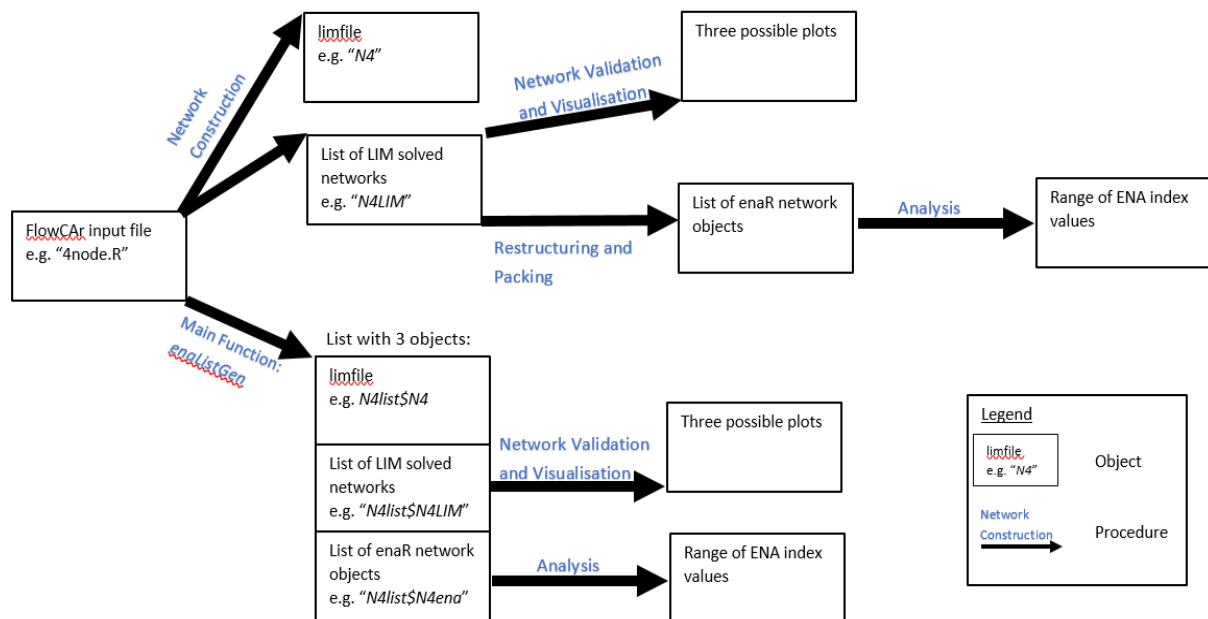 limfile
e.g. “N4”
Three possible plots
Network Validation
and Visualisation
Network
Construction
List of LIM solved
networks
e.g. “N4LIM”
List of enaR network
objects
Analysis
Range of ENA index
values
FlowCAr input file
e.g. “4node.R”
Restructuring and
Packing
Main Function:
enaListGen
List with 3 objects:
limfile
e.g. N4list$N4
Three possible plots
Network Validation
and Visualisation
List of LIM solved
networks
e.g. “N4list$N4LIM”
List of enaR network
objects
e.g. “N4list$N4ena”
Analysis
Range of ENA index
values
Legend
limfile
e.g. “N4”
Object
Network
Construction
Procedure